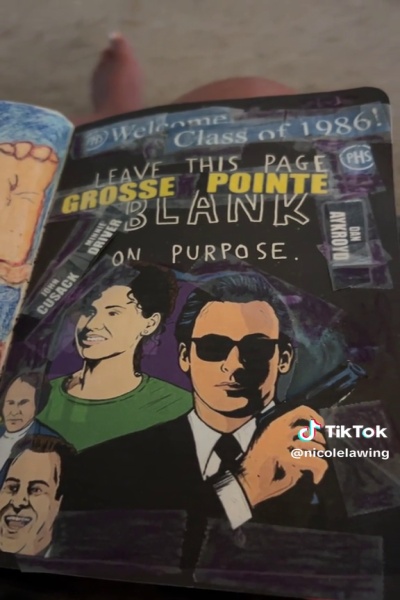 Welcome
Class of 1986!
PHS
LEAVE THIS PAGE
GROSSE POINTE
BLANK
ON PURPOSE.
MINNIE DRIVER
DAN AYKROYD
JOHN CUSACK
TikTok
@nicolelawing